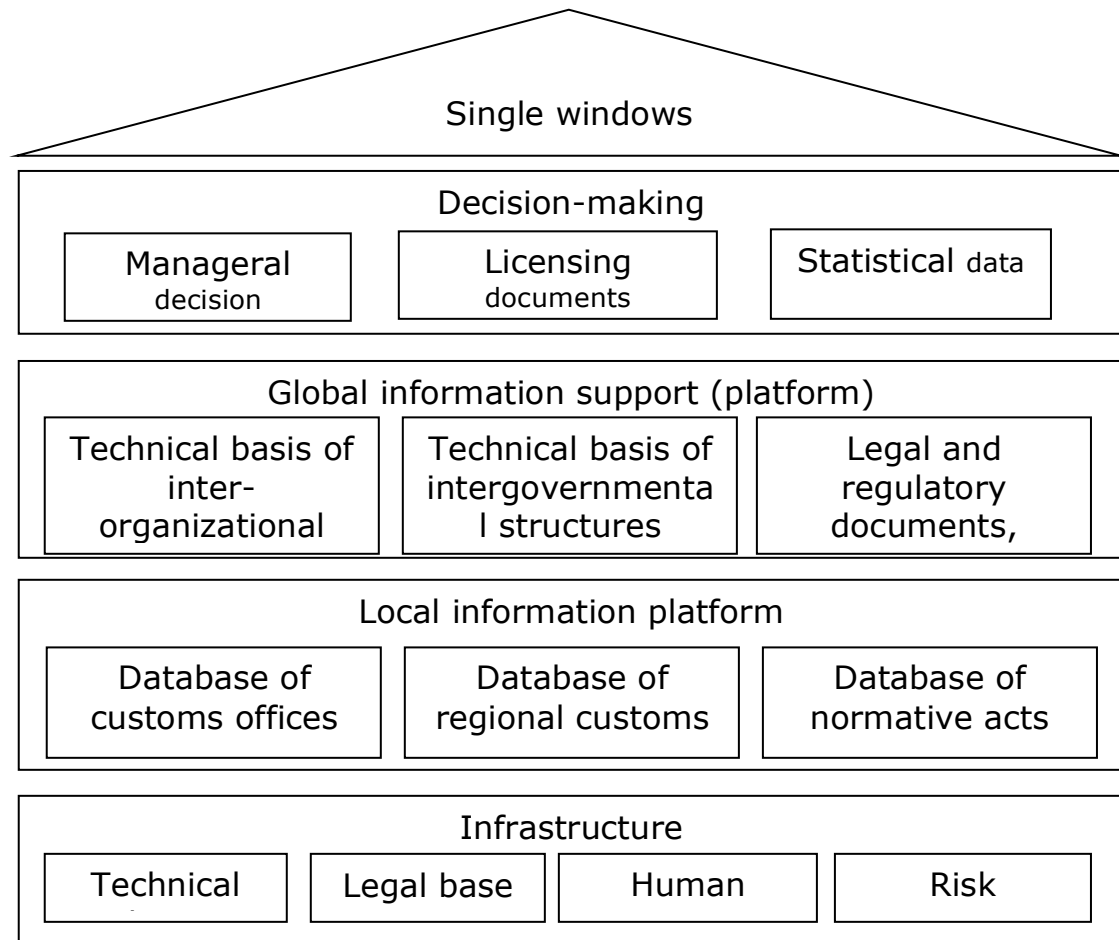 Single windows
Decision-making
Manageral
decision
Licensing
documents
Statistical data
Global information support (platform)
Technical basis of
inter-
organizational
Technical basis of
intergovernmenta
l structures
Legal and
regulatory
documents,
Local information platform
Database of
customs offices
Database of
regional customs
Database of
normative acts
Infrastructure
Technical
Legal base
Human
Risk